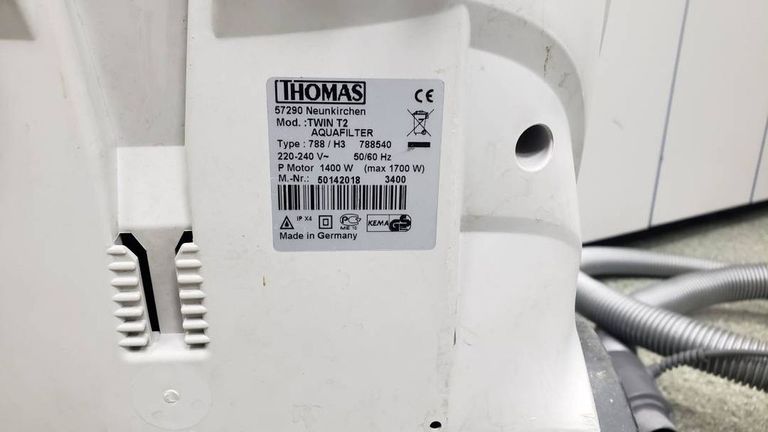 THOMAS
CE
57290 Neunkirchen
Mod. :TWIN T2
AQUAFILTER
Type : 788 / H3 788540
220-240 V~ 50/60 Hz
P Motor 1400 W (max 1700 W)
M.-Nr.: 50142018 3400
IP X4 KEMA GS
Made in Germany